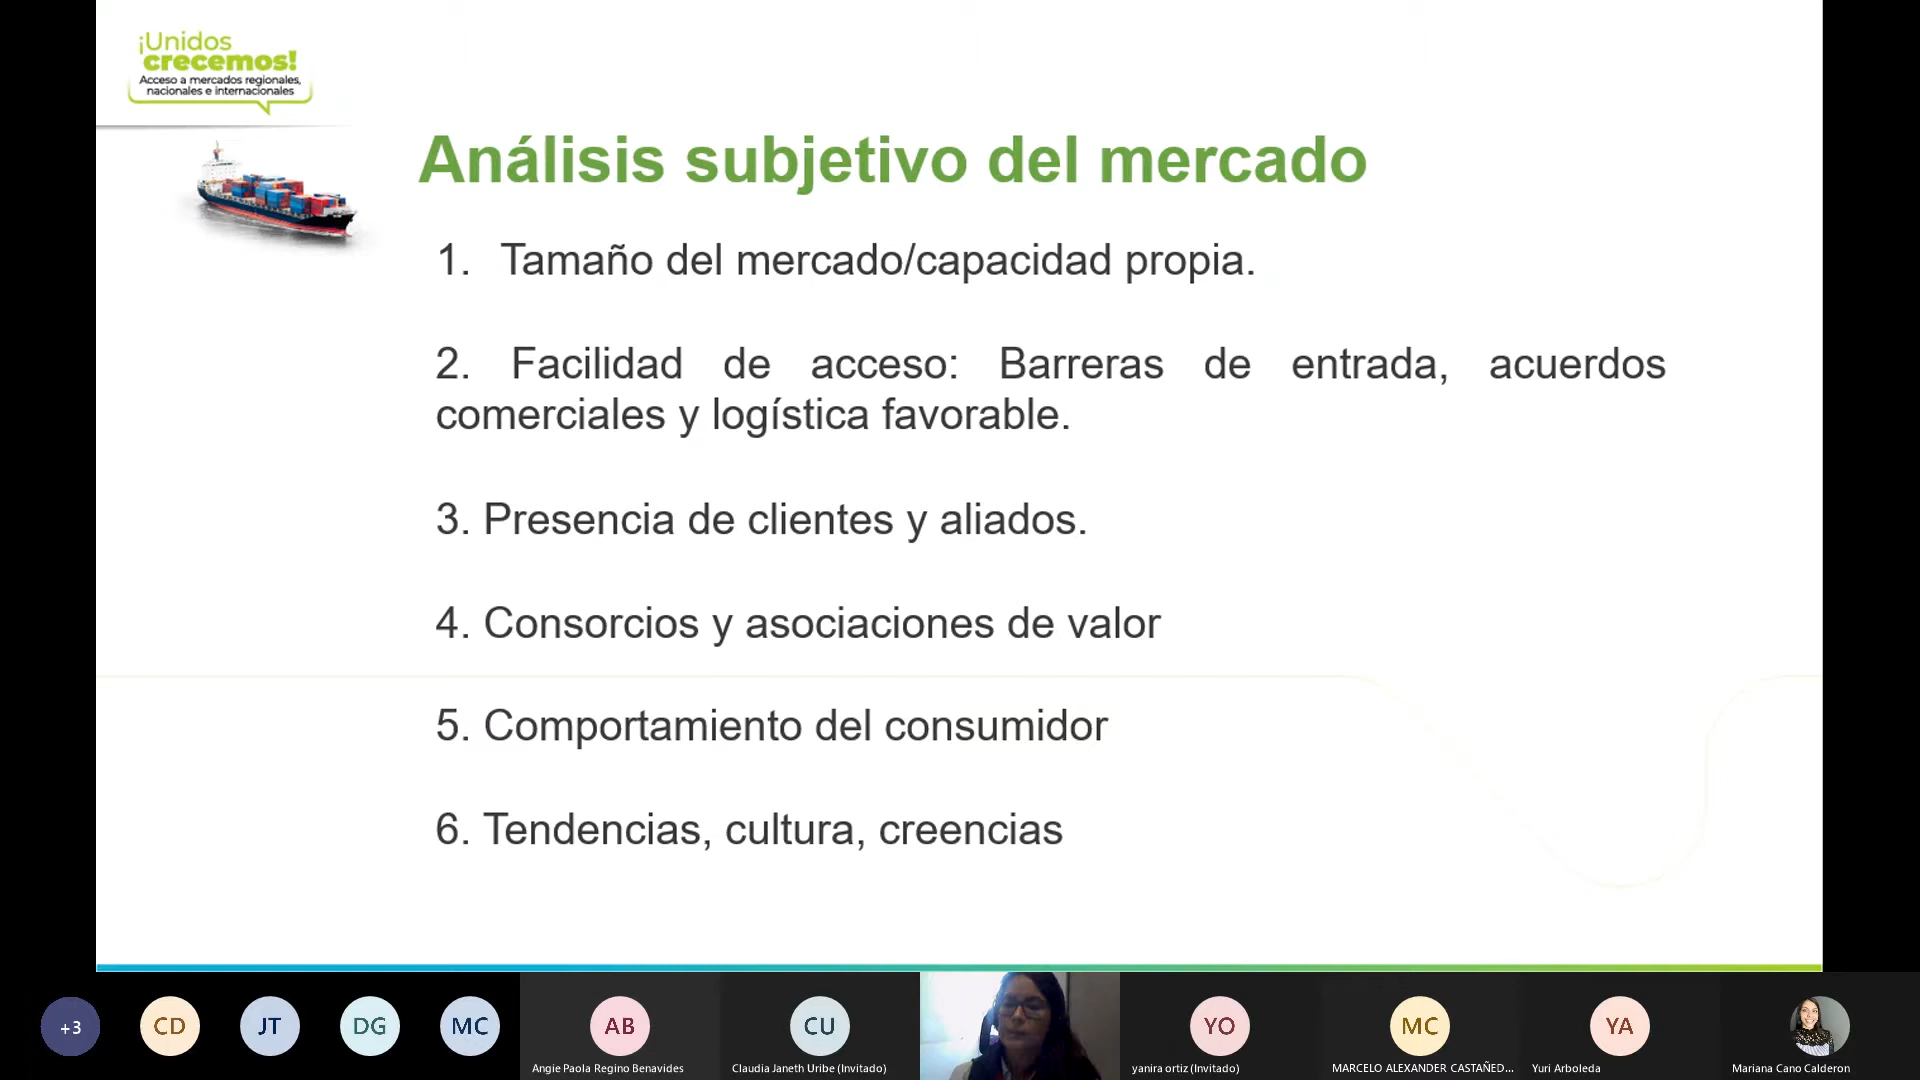 ¡Unidos
crecemos!
Acceso a mercados regionales,
nacionales e internacionales
Análisis subjetivo del mercado
1. Tamaño del mercado/capacidad propia.
2. Facilidad de acceso: Barreras de entrada, acuerdos
comerciales y logística favorable.
3. Presencia de clientes y aliados.
4. Consorcios y asociaciones de valor
5. Comportamiento del consumidor
6. Tendencias, cultura, creencias
+3
CD
JT
DG
MC
AB
CU
YO
MC
YA
Angie Paola Regino Benavides
Claudia Janeth Uribe (Invitado)
yanira ortiz (Invitado)
MARCELO ALEXANDER CASTAÑED...
Yuri Arboleda
Mariana Cano Calderon